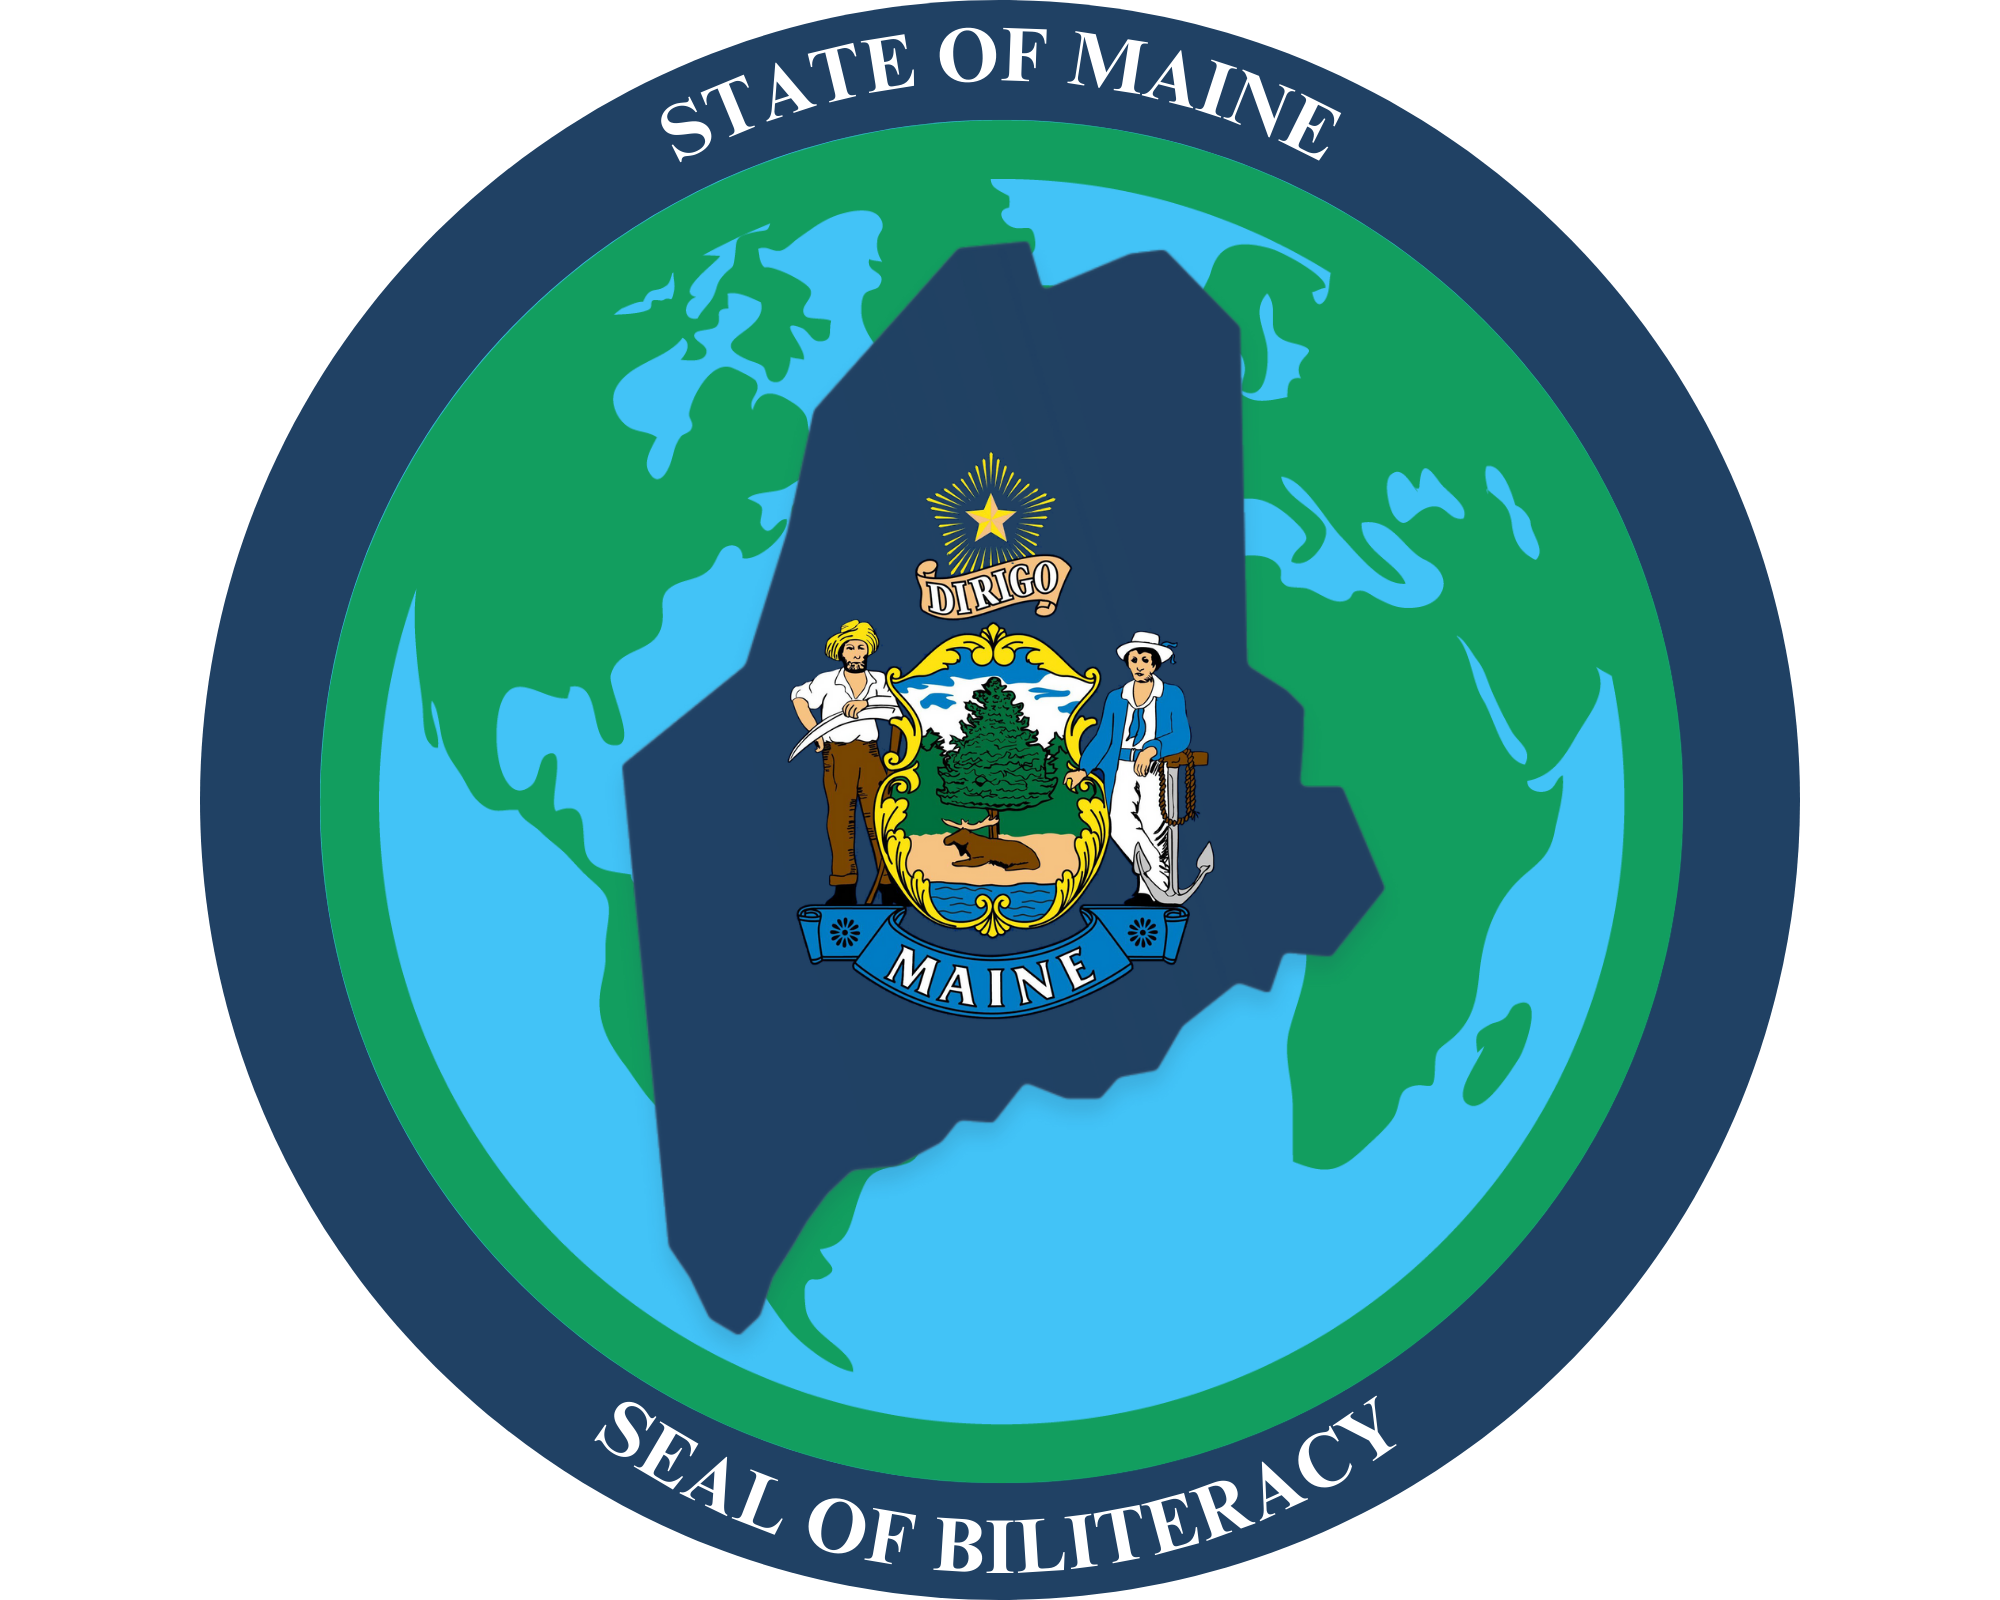 STATE OF MAINE
DIRIGO
MAINE
SEAL OF BILITERACY